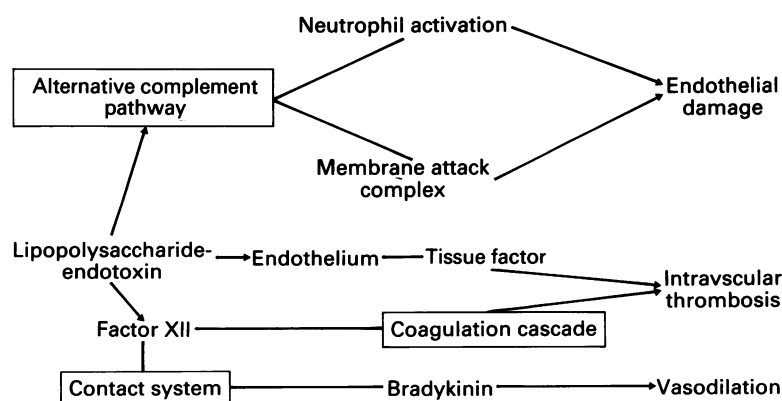 Neutrophil activation
Alternative complement
pathway
Endothelial
damage
Membrane attack
complex
Lipopolysaccharide-
endotoxin
Endothelium
Tissue factor
Intravscular
thrombosis
Factor XII
Coagulation cascade
Contact system
Bradykinin
Vasodilation